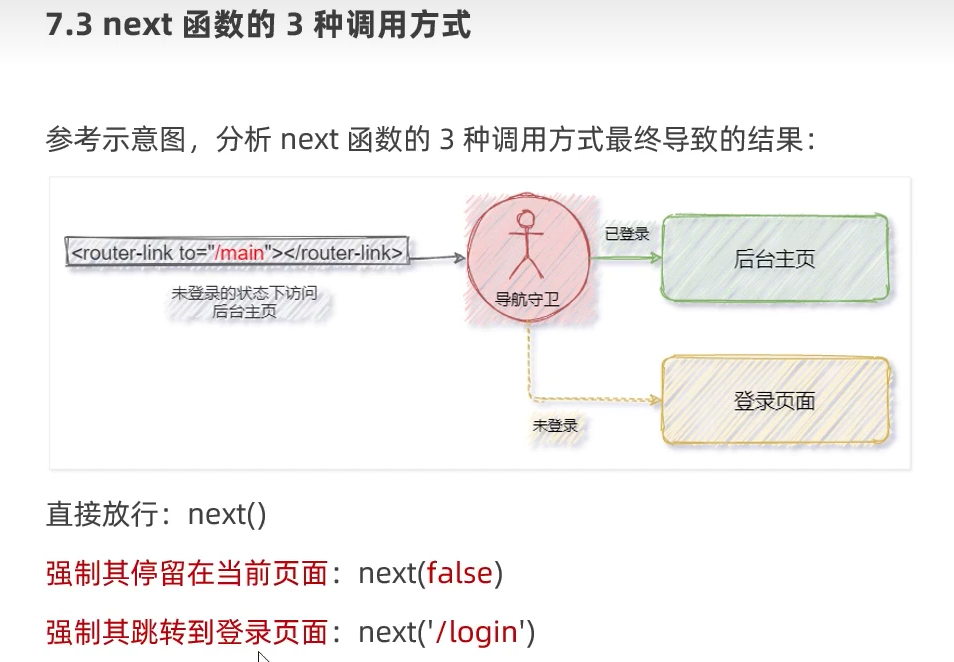 7.3 next 函数的 3 种调用方式
参考示意图，分析 next 函数的 3 种调用方式最终导致的结果：
<router-link to="/main"></router-link>
未登录的状态下访问
后台主页
导航守卫
已登录
后台主页
未登录
登录页面
直接放行：next()
强制其停留在当前页面：next(false)
强制其跳转到登录页面：next('/login')